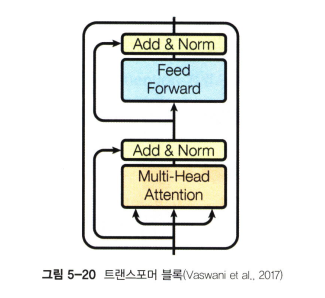 Add & Norm
Feed
Forward
Add & Norm
Multi-Head
Attention
그림 5-20 트랜스포머 블록(Vaswani et al., 2017)